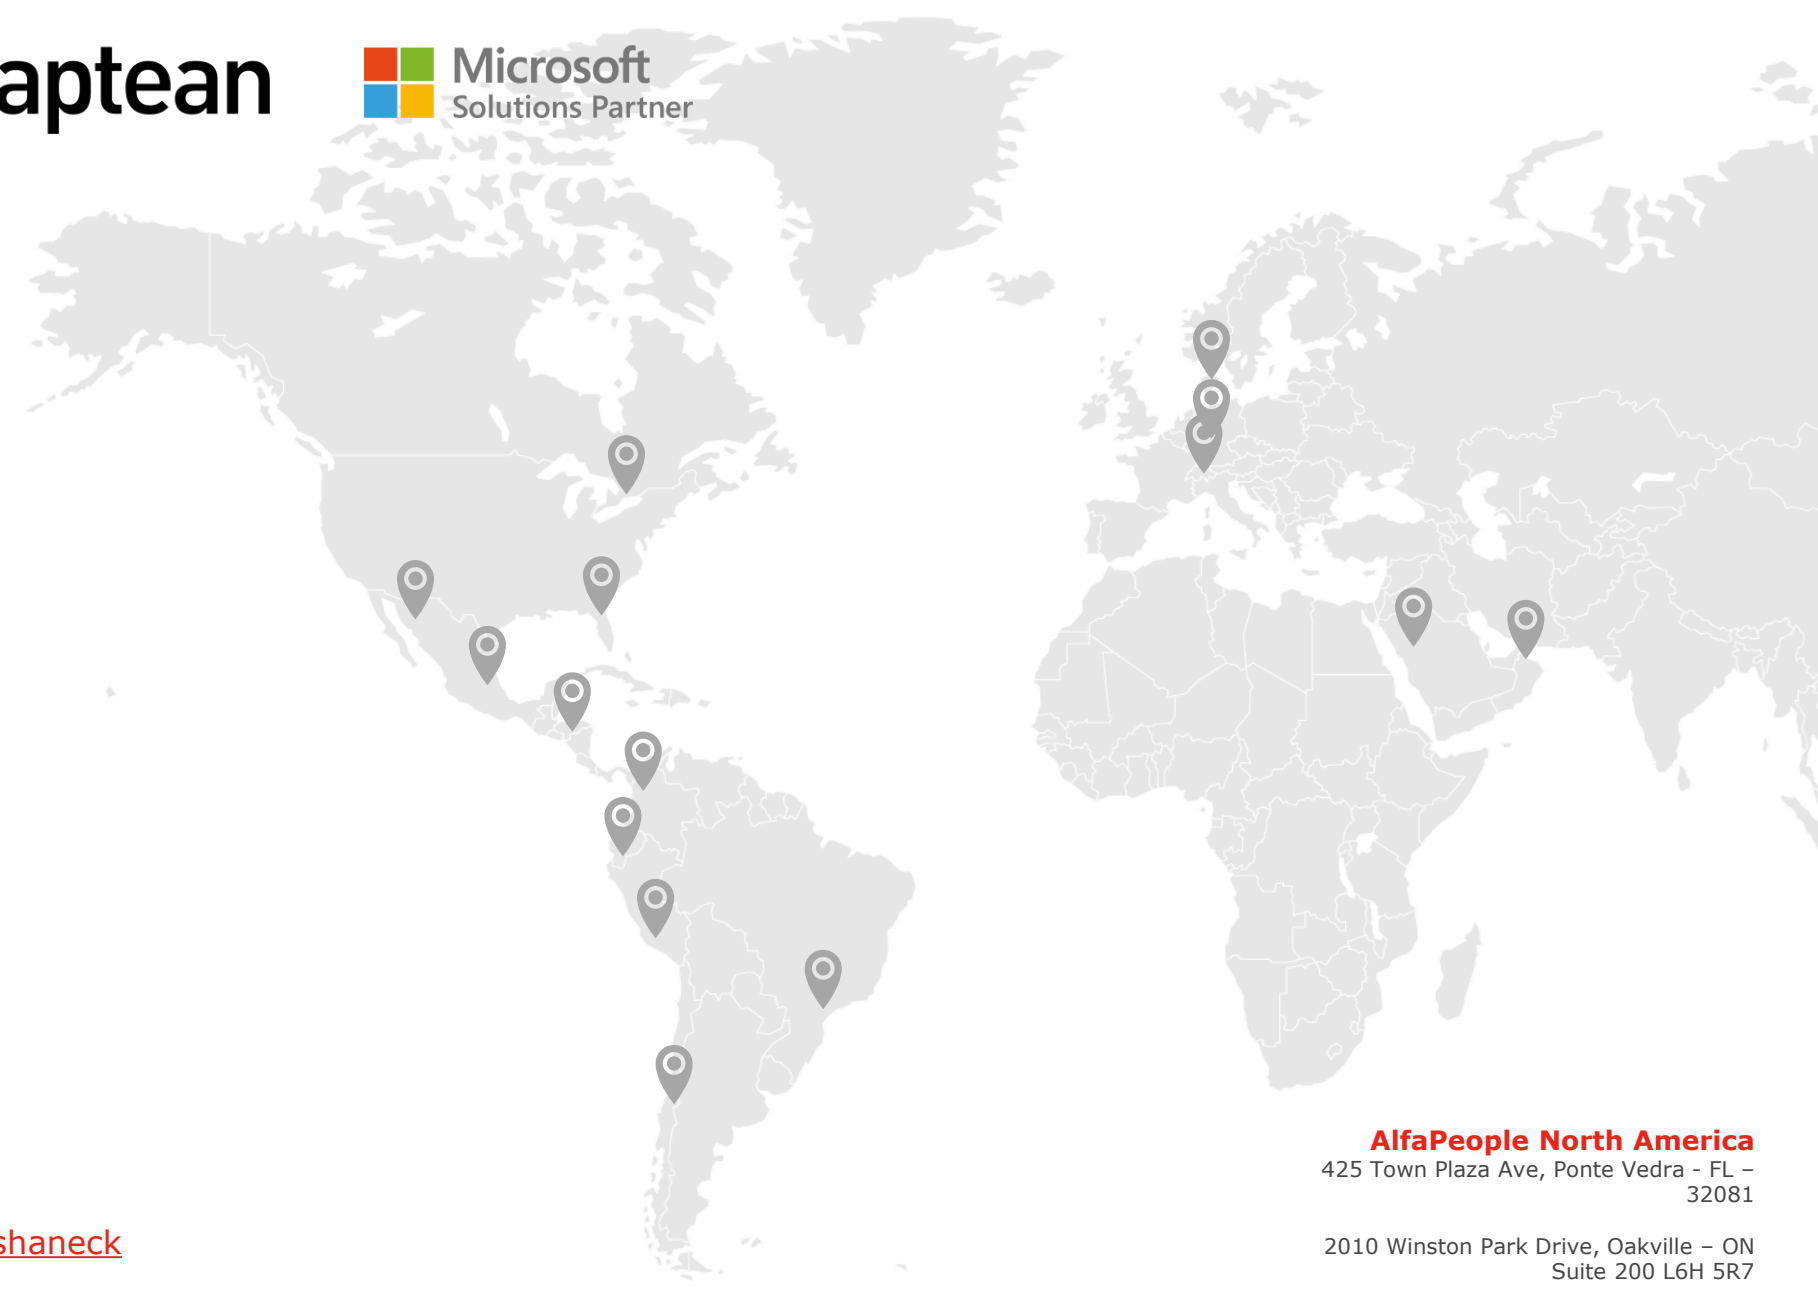 aptean
Microsoft
Solutions Partner
AlfaPeople North America
425 Town Plaza Ave, Ponte Vedra - FL –
32081
2010 Winston Park Drive, Oakville – ON
Suite 200 L6H 5R7
shaneck